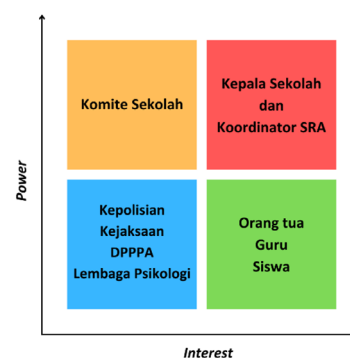 Power
Komite Sekolah
Kepala Sekolah
dan
Koordinator SRA
Kepolisian
Kejaksaan
DPPPA
Lembaga Psikologi
Orang tua
Guru
Siswa
Interest